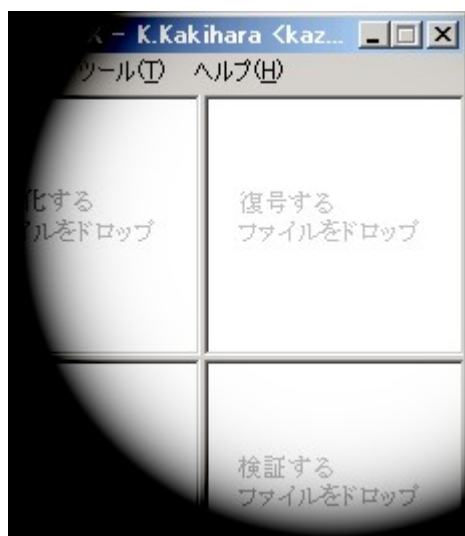 - K.Kakihara <kaz...
ツール(T) ヘルプ(H)
化する
イルをドロップ
復号する
ファイルをドロップ
検証する
ファイルをドロップ